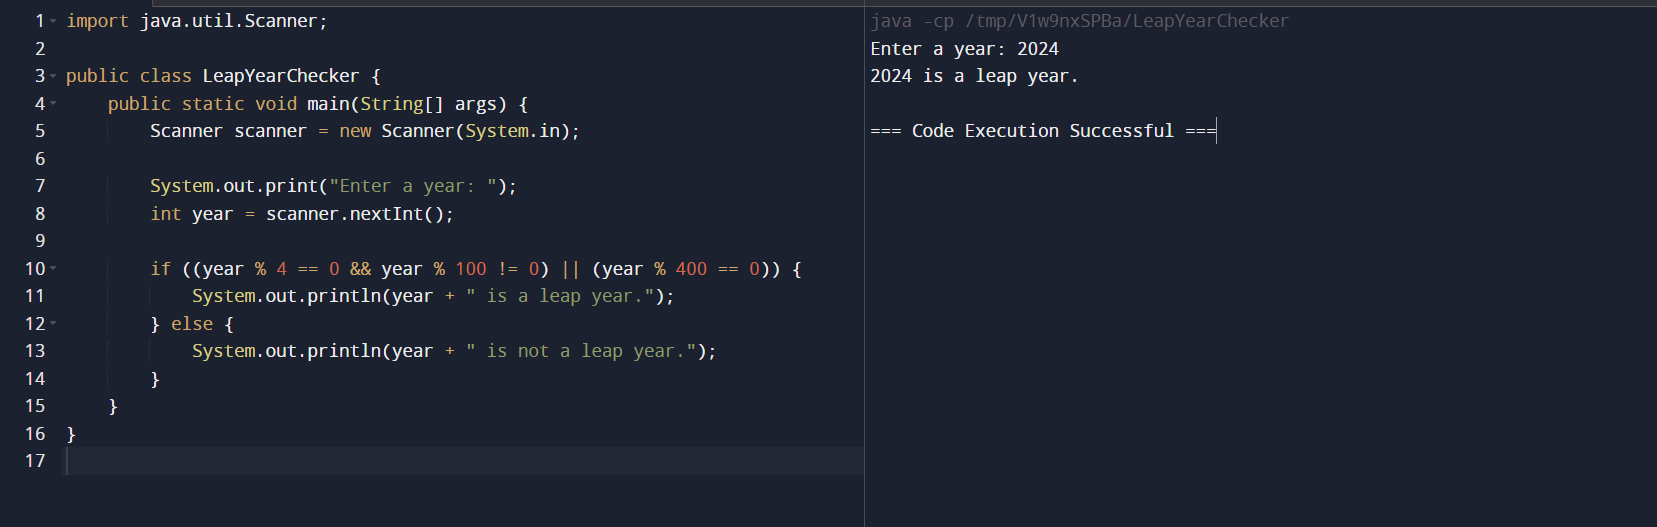 1 import java.util.Scanner;
2
3 public class LeapYearChecker {
4     public static void main(String[] args) {
5         Scanner scanner = new Scanner(System.in);
6
7         System.out.print("Enter a year: ");
8         int year = scanner.nextInt();
9
10         if ((year % 4 == 0 && year % 100 != 0) || (year % 400 == 0)) {
11             System.out.println(year + " is a leap year.");
12         } else {
13             System.out.println(year + " is not a leap year.");
14         }
15     }
16 }
17
java -cp /tmp/V1w9nxSPBa/LeapYearChecker
Enter a year: 2024
2024 is a leap year.
=== Code Execution Successful ===